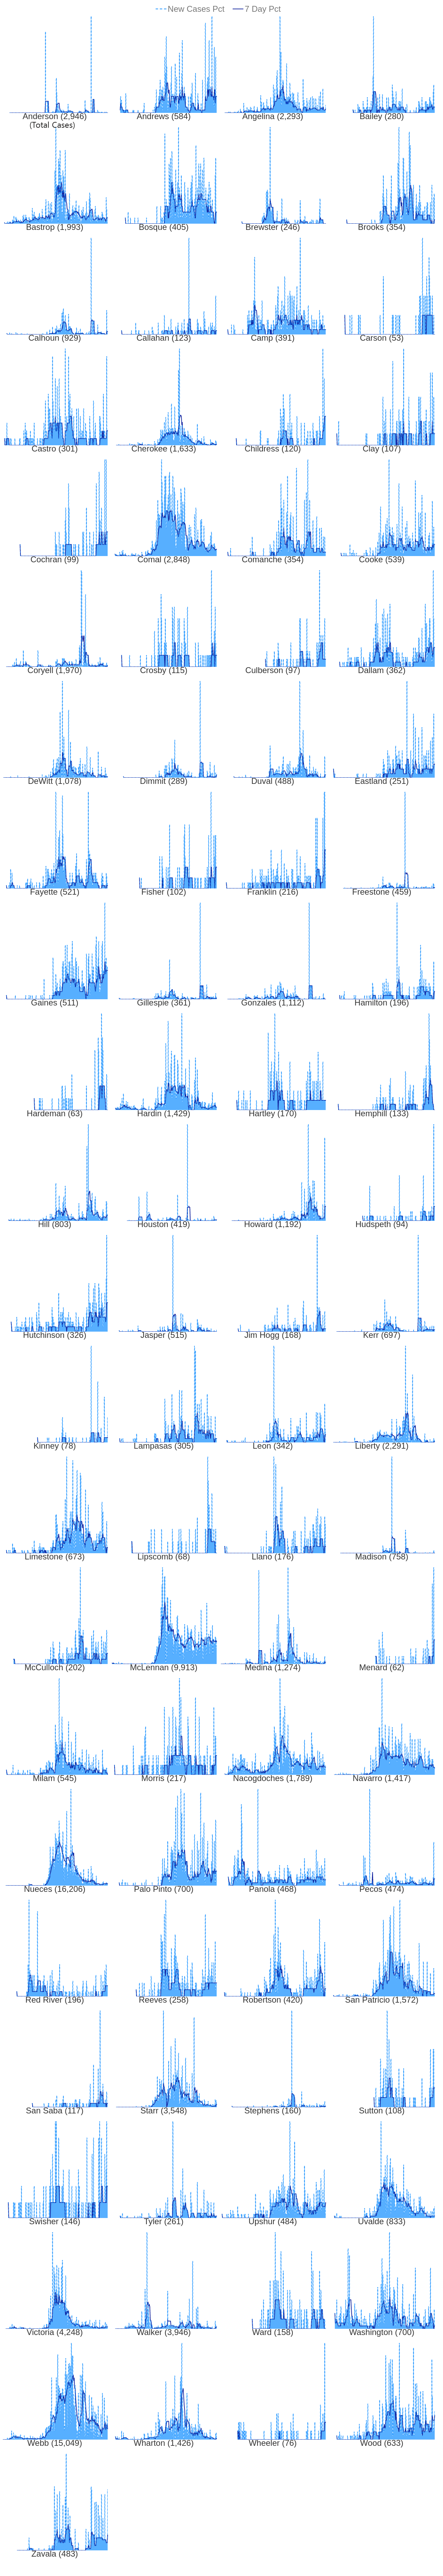 New Cases Pct 7 Day Pct
Anderson (2,946) Andrews (584) Angelina (2,293) Bailey (280)
(Total Cases)
Bastrop (1,993) Bosque (405) Brewster (246) Brooks (354)
Calhoun (929) Callahan (123) Camp (391) Carson (53)
Castro (301) Cherokee (1,633) Childress (120) Clay (107)
Cochran (99) Comal (2,848) Comanche (354) Cooke (539)
Coryell (1,970) Crosby (115) Culberson (97) Dallam (362)
DeWitt (1,078) Dimmit (289) Duval (488) Eastland (251)
Fayette (521) Fisher (102) Franklin (216) Freestone (459)
Gaines (511) Gillespie (361) Gonzales (1,112) Hamilton (196)
Hardeman (63) Hardin (1,429) Hartley (170) Hemphill (133)
Hill (803) Houston (419) Howard (1,192) Hudspeth (94)
Hutchinson (326) Jasper (515) Jim Hogg (168) Kerr (697)
Kinney (78) Lampasas (305) Leon (342) Liberty (2,291)
Limestone (673) Lipscomb (68) Llano (176) Madison (758)
McCulloch (202) McLennan (9,913) Medina (1,274) Menard (62)
Milam (545) Morris (217) Nacogdoches (1,789) Navarro (1,417)
Nueces (16,206) Palo Pinto (700) Panola (468) Pecos (474)
Red River (196) Reeves (258) Robertson (420) San Patricio (1,572)
San Saba (117) Starr (3,548) Stephens (160) Sutton (108)
Swisher (146) Tyler (261) Upshur (484) Uvalde (833)
Victoria (4,248) Walker (3,946) Ward (158) Washington (700)
Webb (15,049) Wharton (1,426) Wheeler (76) Wood (633)
Zavala (483)